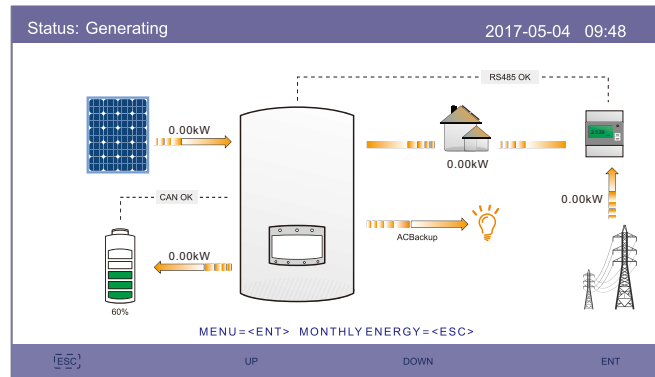 Status: Generating
2017-05-04 09:48
RS485 OK
0.00kW
0.00kW
CAN OK
0.00kW
0.00kW
ACBackup
60%
MENU=<ENT> MONTHLY ENERGY=<ESC>
ESC
UP
DOWN
ENT